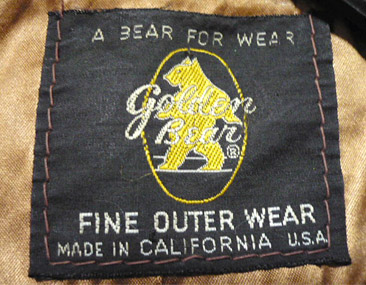 A BEAR FOR WEAR
Golden
Bear
®
FINE OUTER WEAR
MADE IN CALIFORNIA U.S.A.